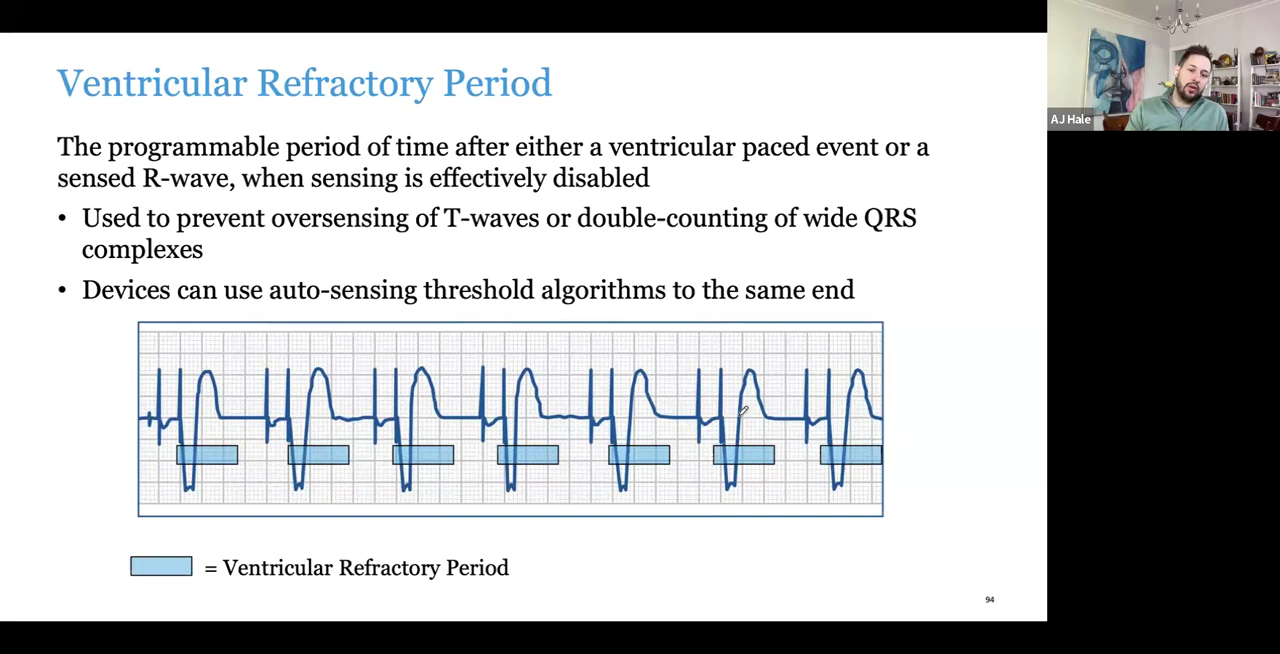 Ventricular Refractory Period
The programmable period of time after either a ventricular paced event or a
sensed R-wave, when sensing is effectively disabled
• Used to prevent oversensing of T-waves or double-counting of wide QRS
complexes
• Devices can use auto-sensing threshold algorithms to the same end
= Ventricular Refractory Period
94
AJ Hale